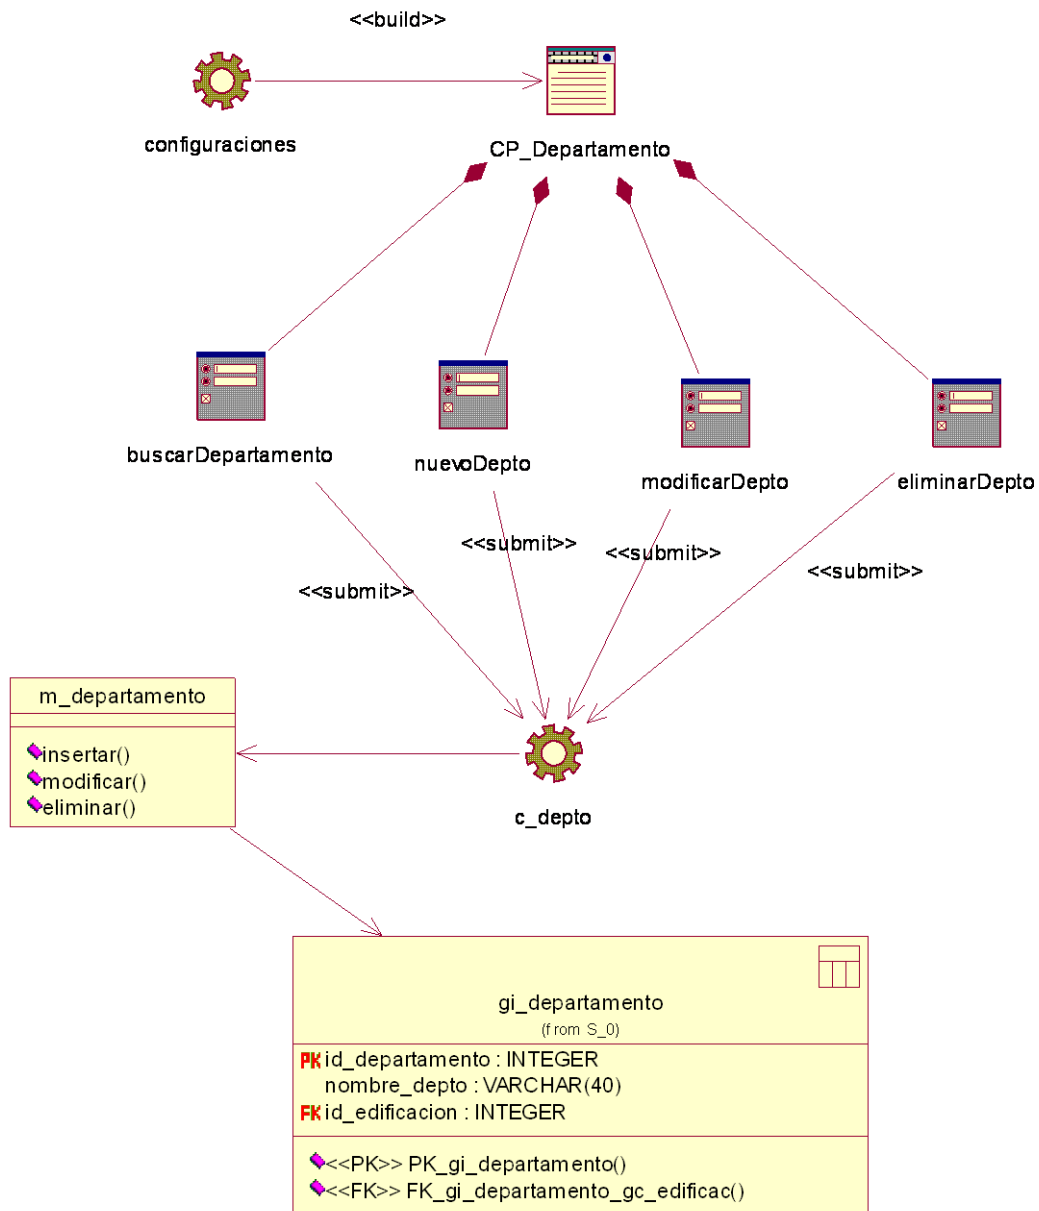 <<build>>
configuraciones
CP_Departamento
buscarDepartamento
nuevoDepto
modificarDepto
eliminarDepto
<<submit>>
<<submit>>
<<submit>>
<<submit>>
m_departamento
insertar()
modificar()
eliminar()
c_depto
gi_departamento
(from S_0)
PK id_departamento : INTEGER
nombre_depto : VARCHAR(40)
FK id_edificacion : INTEGER
<<PK>> PK_gi_departamento()
<<FK>> FK_gi_departamento_gc_edificac()